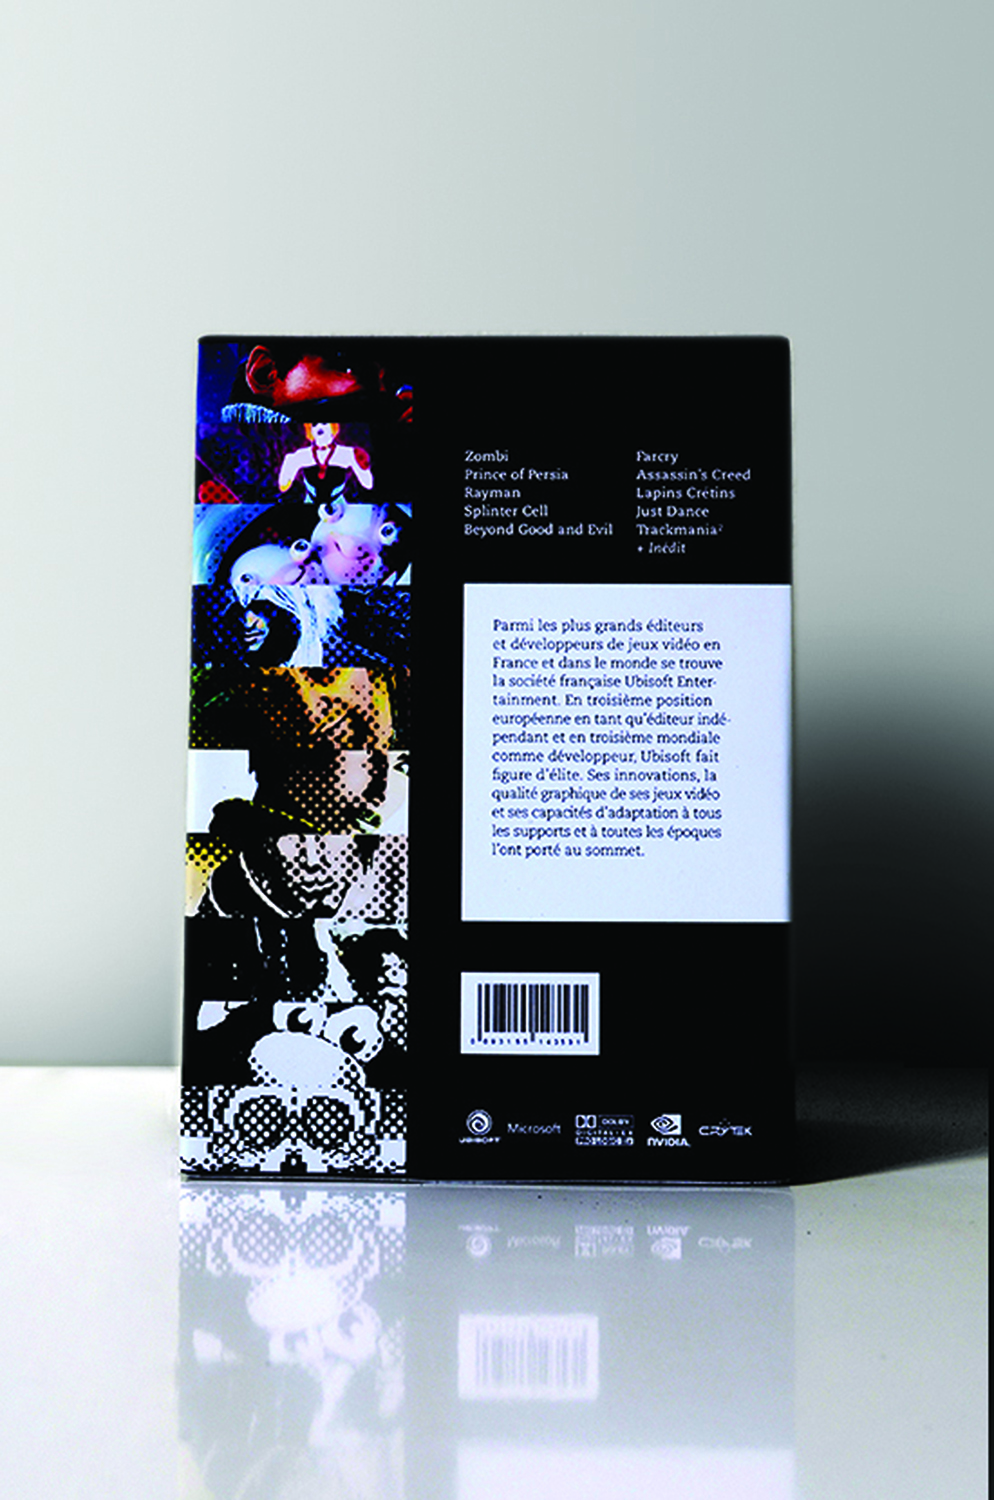 Zombi
Prince of Persia
Rayman
Splinter Cell
Beyond Good and Evil
Farcry
Assassin's Creed
Lapins Crétins
Just Dance
Trackmania²
+ Inédit
Parmi les plus grands éditeurs
et développeurs de jeux vidéo en
France et dans le monde se trouve
la société française Ubisoft Enter-
tainment. En troisième position
européenne en tant qu'éditeur indé-
pendant et en troisième mondiale
comme développeur, Ubisoft fait
figure d'élite. Ses innovations, la
qualité graphique de ses jeux vidéo
et ses capacités d'adaptation à tous
les supports et à toutes les époques
l'ont porté au sommet.
UBISOFT
Microsoft
DOLBY
DIGITAL EX
NVIDIA.
CRYTEK